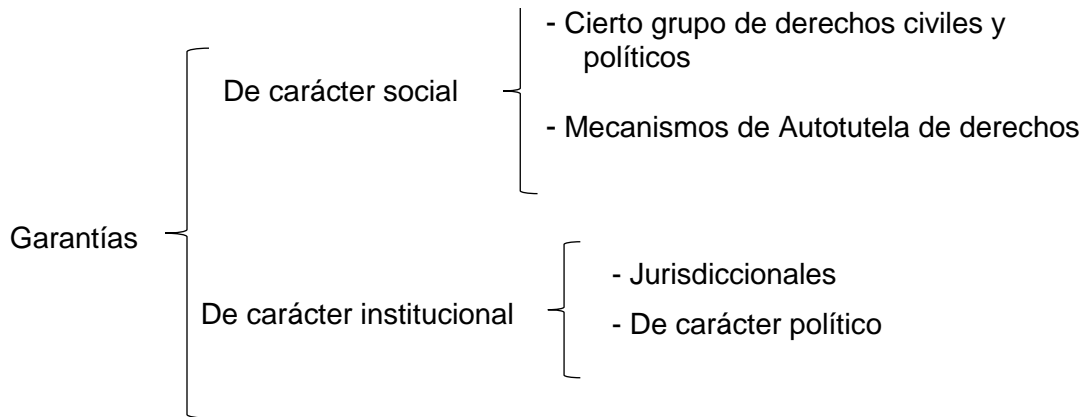 - Cierto grupo de derechos civiles y
políticos
De carácter social
- Mecanismos de Autotutela de derechos
Garantías
- Jurisdiccionales
De carácter institucional
- De carácter político